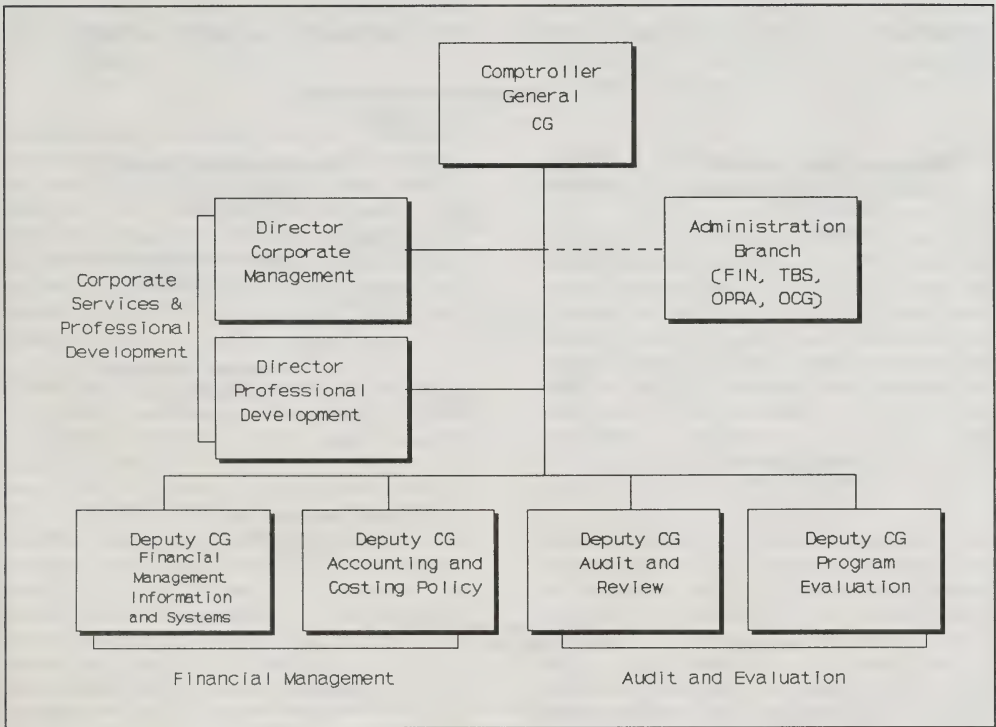 Comptroller
General
CG
Director
Corporate
Management
Administration
Branch
(FIN, TBS,
OPRA, OCG)
Corporate
Services &
Professional
Development
Director
Professional
Development
Deputy CG
Financial
Management
Information
and Systems
Deputy CG
Accounting and
Costing Policy
Deputy CG
Audit and
Review
Deputy CG
Program
Evaluation
Financial Management
Audit and Evaluation